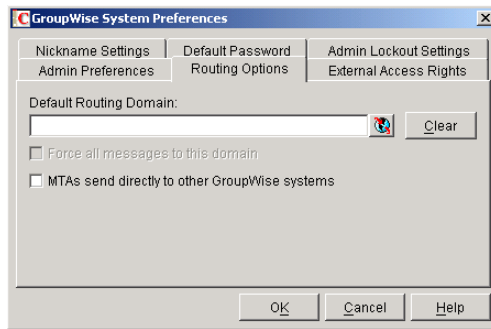 GroupWise System Preferences
Nickname Settings Default Password Admin Lockout Settings
Admin Preferences Routing Options External Access Rights
Default Routing Domain:
Clear
Force all messages to this domain
MTAs send directly to other GroupWise systems
OK Cancel Help